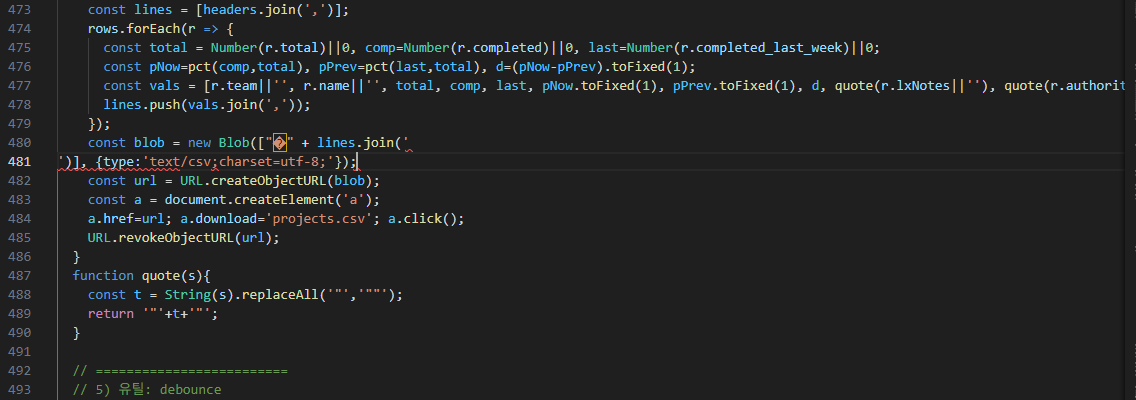 473 const lines = [headers.join(',')];
474 rows.forEach(r => {
475 const total = Number(r.total)||0, comp=Number(r.completed)||0, last=Number(r.completed_last_week)||0;
476 const pNow=pct(comp,total), pPrev=pct(last,total), d=(pNow-pPrev).toFixed(1);
477 const vals = [r.team||'', r.name||'', total, comp, last, pNow.toFixed(1), pPrev.toFixed(1), d, quote(r.lxNotes||''), quote(r.authorit
478 lines.push(vals.join(','));
479 });
480 const blob = new Blob(["�" + lines.join('
481 ')], {type:'text/csv;charset=utf-8;'});
482 const url = URL.createObjectURL(blob);
483 const a = document.createElement('a');
484 a.href=url; a.download='projects.csv'; a.click();
485 URL.revokeObjectURL(url);
486 }
487 function quote(s){
488 const t = String(s).replaceAll('"','""');
489 return '"'+t+'"';
490 }
491
492 // =========================
493 // 5) 유틸: debounce